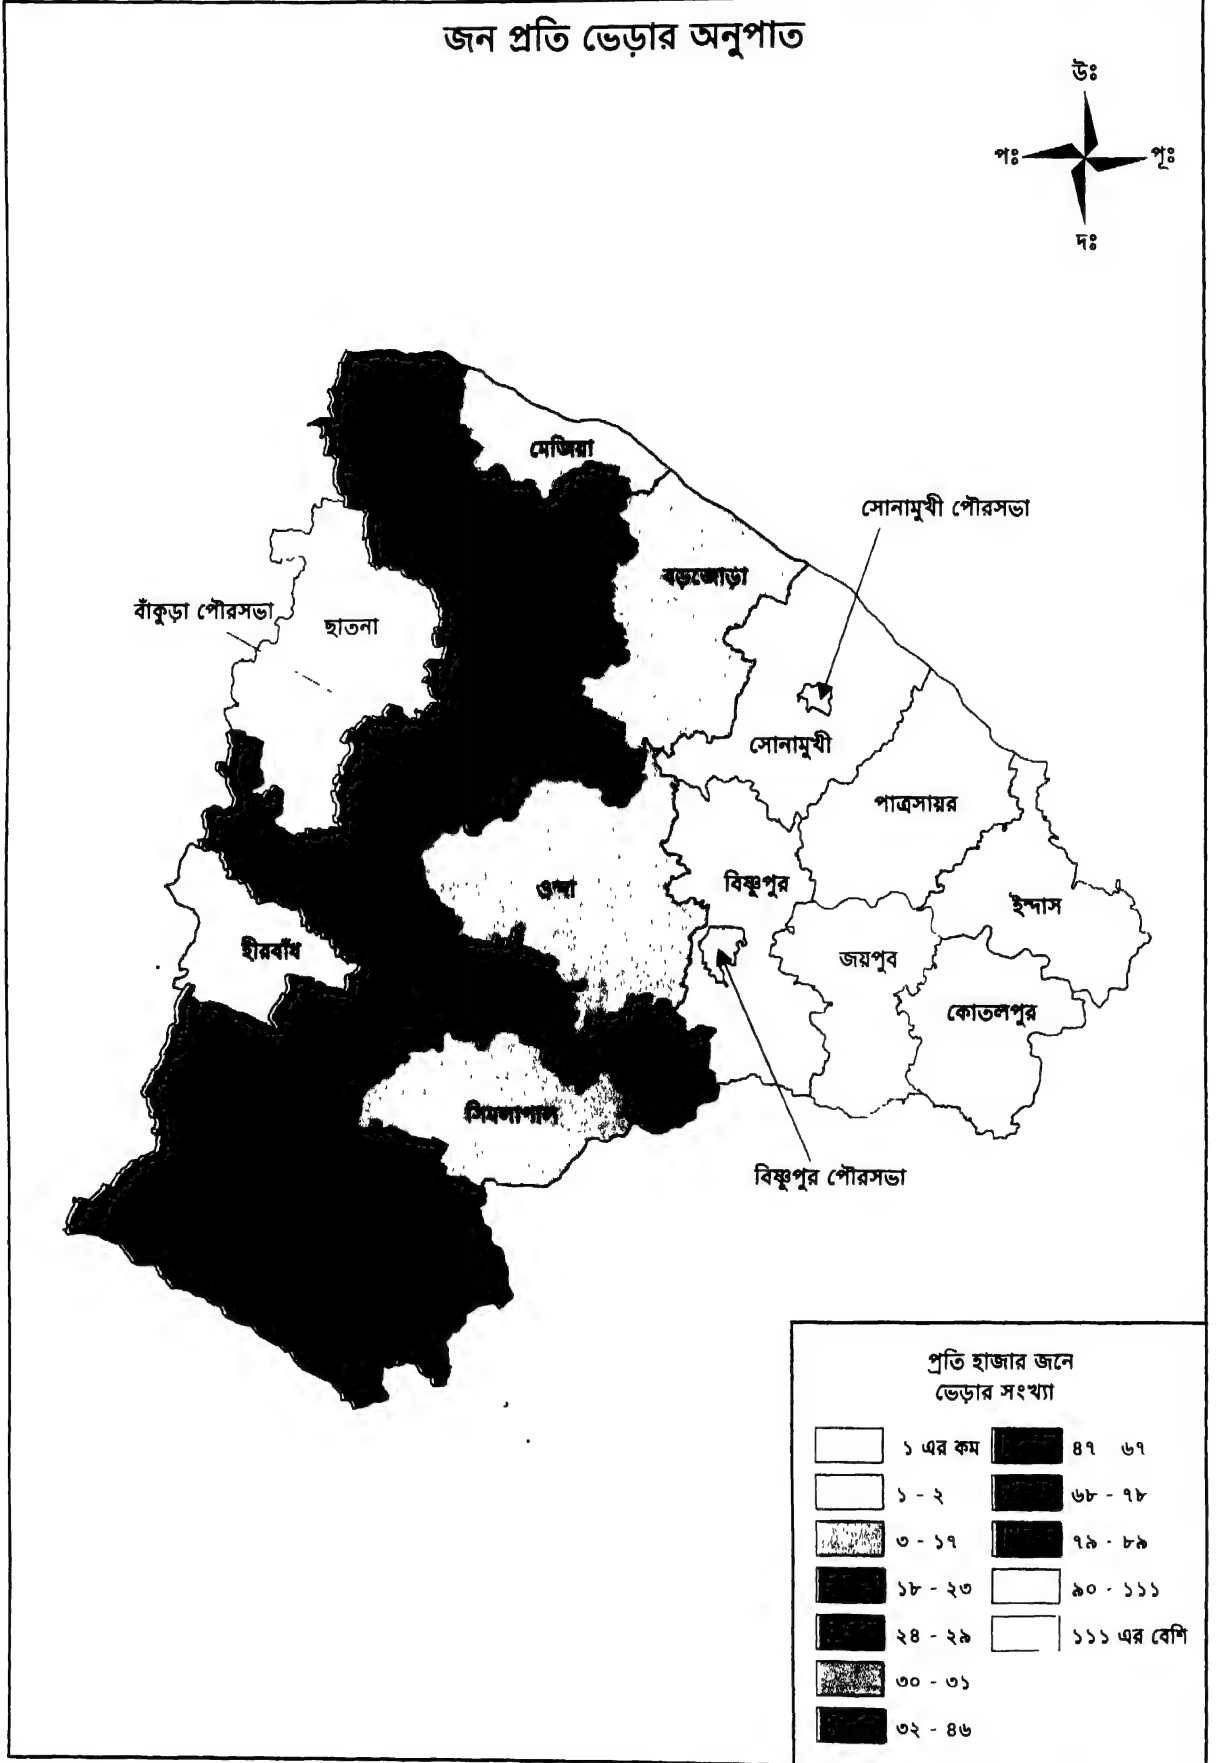 জন প্রতি ভেড়ার অনুপাত
উঃ
পঃ
পূঃ
দঃ
মেজিয়া
সোনামুখী পৌরসভা
বড়জোড়া
বাঁকুড়া পৌরসভা
ছাতনা
সোনামুখী
পাত্রসায়র
বিষ্ণুপুর
ওন্দা
ইন্দাস
হীরবাঁধ
জয়পুব
কোতলপুর
সিমলাপাল
বিষ্ণুপুর পৌরসভা
প্রতি হাজার জনে
ভেড়ার সংখ্যা
১ এর কম
৪৭ ৬৭
১ - ২
৬৮ - ৭৮
৩ - ১৭
৭৯ - ৮৯
১৮ - ২৩
৯০ - ১১১
২৪ - ২৯
১১১ এর বেশি
৩০ - ৩১
৩২ - ৪৬